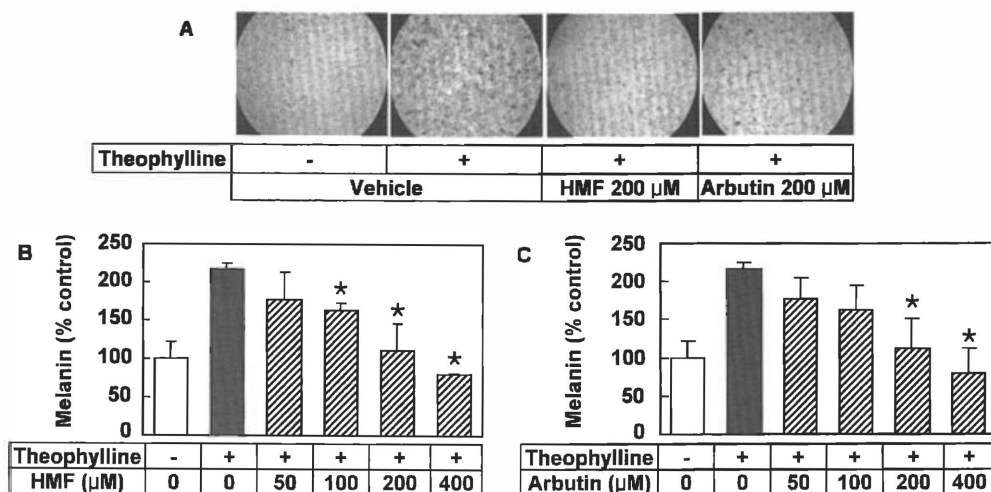 A
Theophylline - + + +
Vehicle HMF 200 µM Arbutin 200 µM
B
Melanin (% control)
250
200
150
100
50
0
* * *
Theophylline - + + + + +
HMF (µM) 0 0 50 100 200 400
C
Melanin (% control)
250
200
150
100
50
0
* *
Theophylline - + + + + +
Arbutin (µM) 0 0 50 100 200 400